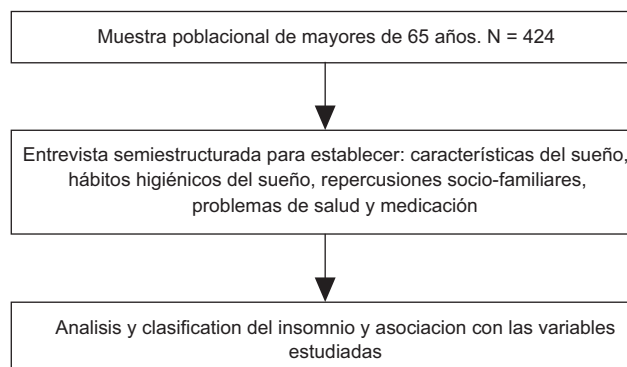 Muestra poblacional de mayores de 65 años. N = 424
Entrevista semiestructurada para establecer: características del sueño,
hábitos higiénicos del sueño, repercusiones socio-familiares,
problemas de salud y medicación
Analisis y clasification del insomnio y asociacion con las variables
estudiadas